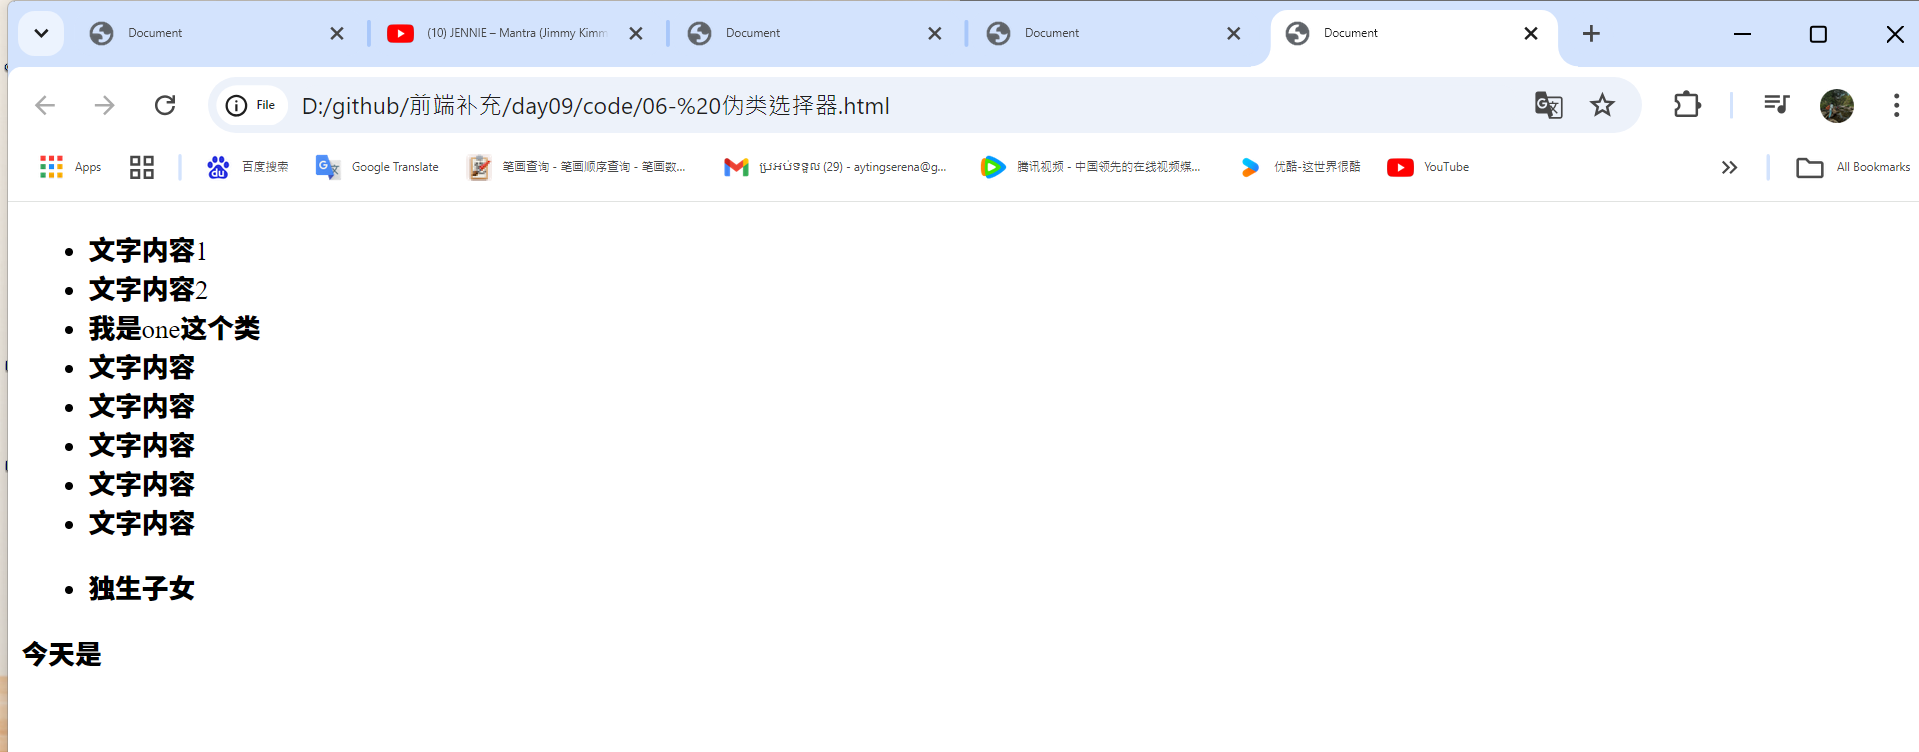 Document
(10) JENNIE – Mantra (Jimmy Kimm
Document
Document
Document
File
D:/github/前端补充/day09/code/06-%20伪类选择器.html
Apps
百度搜索
Google Translate
笔画查询 - 笔画顺序查询 - 笔画数...
ប្រអប់ទទួល (29) - aytingserena@g...
腾讯视频 - 中国领先的在线视频媒...
优酷-这世界很酷
YouTube
All Bookmarks
文字内容1
文字内容2
我是one这个类
文字内容
文字内容
文字内容
文字内容
文字内容
独生子女
今天是